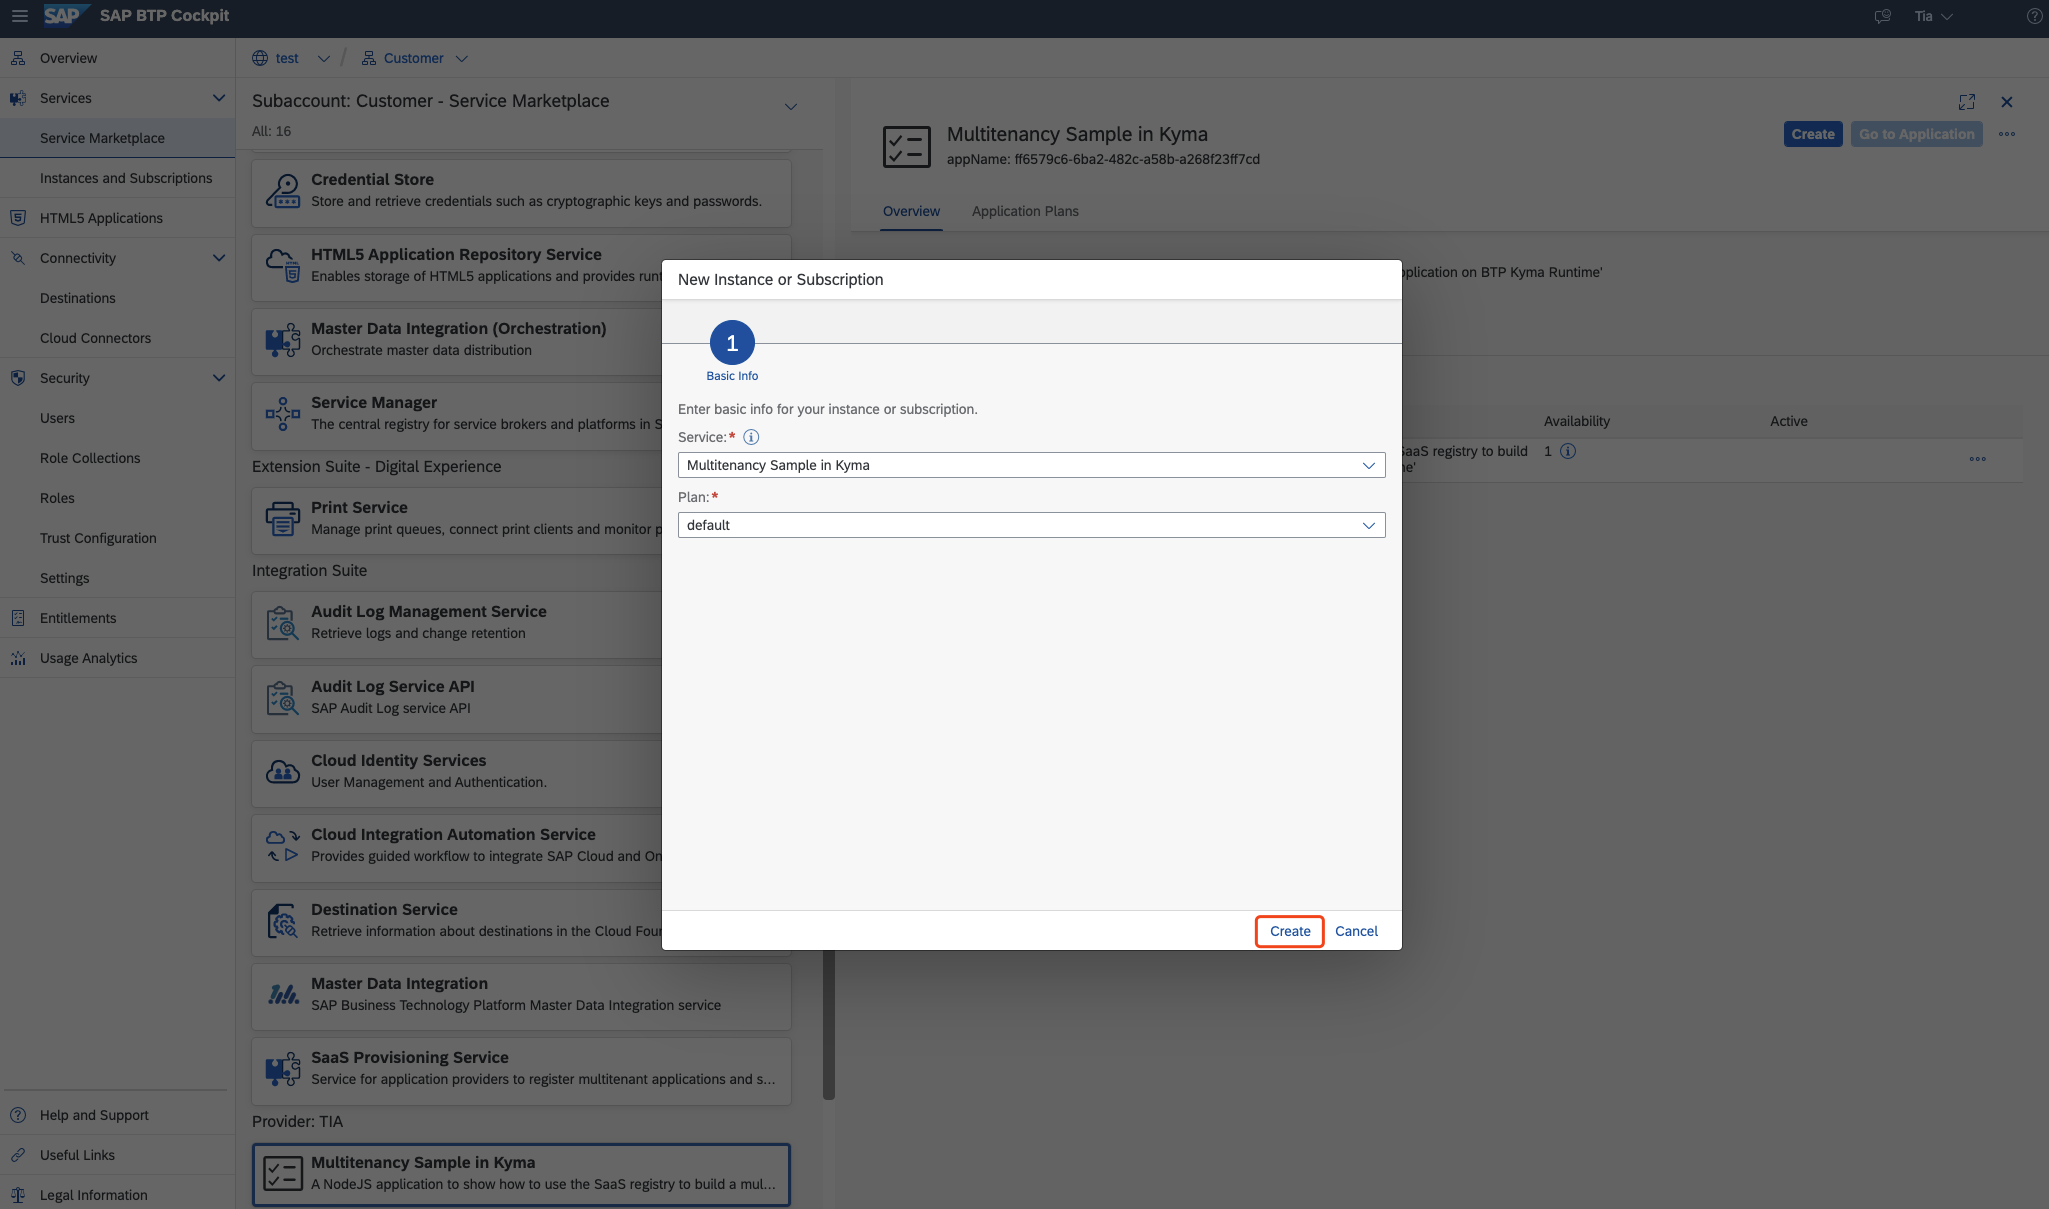 SAP SAP BTP Cockpit
Tia
Overview
Services
Service Marketplace
Instances and Subscriptions
HTML5 Applications
Connectivity
Destinations
Cloud Connectors
Security
Users
Role Collections
Roles
Trust Configuration
Settings
Entitlements
Usage Analytics
Help and Support
Useful Links
Legal Information
test / Customer
Subaccount: Customer - Service Marketplace
All: 16
Credential Store
Store and retrieve credentials such as cryptographic keys and passwords.
HTML5 Application Repository Service
Enables storage of HTML5 applications and provides runt
Master Data Integration (Orchestration)
Orchestrate master data distribution
Service Manager
The central registry for service brokers and platforms in S
Extension Suite - Digital Experience
Print Service
Manage print queues, connect print clients and monitor p
Integration Suite
Audit Log Management Service
Retrieve logs and change retention
Audit Log Service API
SAP Audit Log service API
Cloud Identity Services
User Management and Authentication.
Cloud Integration Automation Service
Provides guided workflow to integrate SAP Cloud and On
Destination Service
Retrieve information about destinations in the Cloud Foun
Master Data Integration
SAP Business Technology Platform Master Data Integration service
SaaS Provisioning Service
Service for application providers to register multitenant applications and s...
Provider: TIA
Multitenancy Sample in Kyma
A NodeJS application to show how to use the SaaS registry to build a mul...
Multitenancy Sample in Kyma
appName: ff6579c6-6ba2-482c-a58b-a268f23ff7cd
Create Go to Application
Overview Application Plans
pplication on BTP Kyma Runtime'
Availability Active
SaaS registry to build 1
ne'
New Instance or Subscription
1
Basic Info
Enter basic info for your instance or subscription.
Service:*
Multitenancy Sample in Kyma
Plan:*
default
Create Cancel